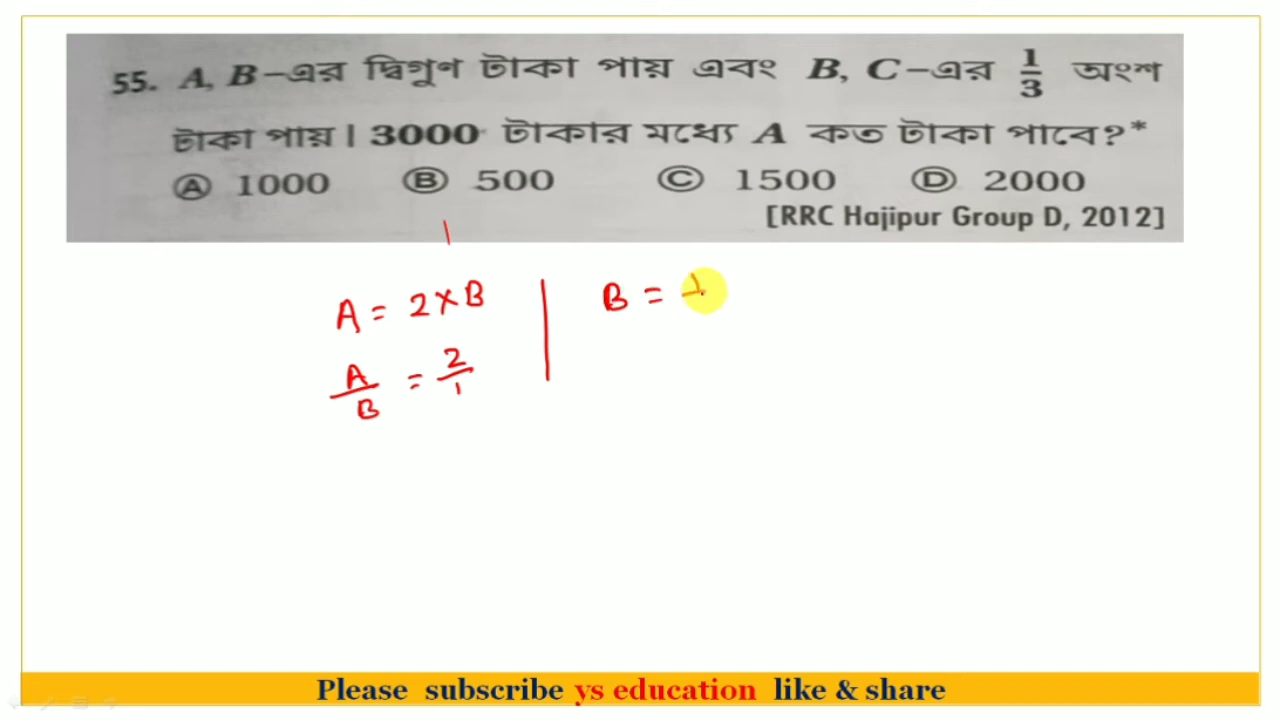 55. A, B-এর দ্বিগুণ টাকা পায় এবং B, C-এর 1/3 অংশ
টাকা পায়। 3000 টাকার মধ্যে A কত টাকা পাবে?*
Ⓐ 1000 Ⓑ 500 Ⓒ 1500 Ⓓ 2000
[RRC Hajipur Group D, 2012]
A = 2 × B
A/B = 2/1
B =
Please subscribe ys education like & share